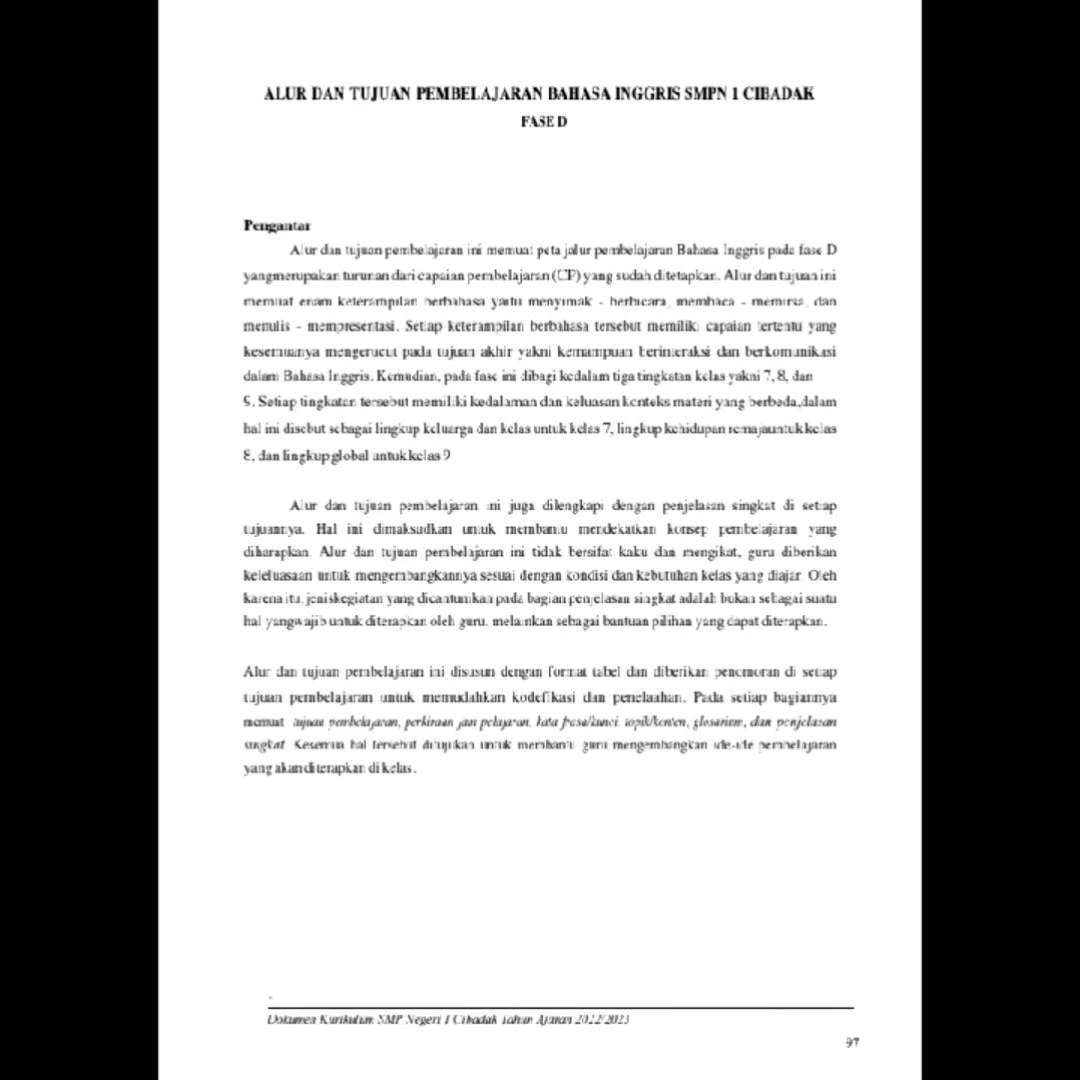 ALUR DAN TUJUAN PEMBELAJARAN BAHASA INGGRIS SMPN 1 CIBADAK
FASE D
Pengantar
Alur dan tujuan pembelajaran ini memuat peta jalur pembelajaran Bahasa Inggris pada fase D
yangmerupakan turunan dari capaian pembelajaran (CP) yang sudah ditetapkan. Alur dan tujuan ini
memuat enam keterampilan berbahasa yaitu menyimak - berbicara, membaca - memirsa, dan
menulis - mempresentasi. Setiap keterampilan berbahasa tersebut memiliki capaian tertentu yang
kesemuanya mengerucut pada tujuan akhir yakni kemampuan berinteraksi dan berkomunikasi
dalam Bahasa Inggris. Kemudian, pada fase ini dibagi kedalam tiga tingkatan kelas yakni 7, 8, dan
9. Setiap tingkatan tersebut memiliki kedalaman dan keluasan konteks materi yang berbeda,dalam
hal ini disebut sebagai lingkup keluarga dan kelas untuk kelas 7, lingkup kehidupan remajauntuk kelas
8, dan lingkup global untuk kelas 9
Alur dan tujuan pembelajaran ini juga dilengkapi dengan penjelasan singkat di setiap
tujuannya. Hal ini dimaksudkan untuk membantu mendekatkan konsep pembelajaran yang
diharapkan. Alur dan tujuan pembelajaran ini tidak bersifat kaku dan mengikat, guru diberikan
keleluasaan untuk mengembangkannya sesuai dengan kondisi dan kebutuhan kelas yang diajar. Oleh
karena itu, jeniskegiatan yang dicantumkan pada bagian penjelasan singkat adalah bukan sebagai suatu
hal yangwajib untuk diterapkan oleh guru, melainkan sebagai bantuan pilihan yang dapat diterapkan.
Alur dan tujuan pembelajaran ini disusun dengan format tabel dan diberikan penomoran di setiap
tujuan pembelajaran untuk memudahkan kodefikasi dan penelaahan. Pada setiap bagiannya
memuat tujuan pembelajaran, perkiraan jam pelajaran, kata frase/kunci, topik/konten, glosarium, dan penjelasan
singkat. Kesemua hal tersebut ditujukan untuk membantu guru mengembangkan ide-ide pembelajaran
yang akan diterapkan di kelas.
Dokumen Kurikulum SMP Negeri 1 Cibadak Tahun Ajaran 2022/2023
97